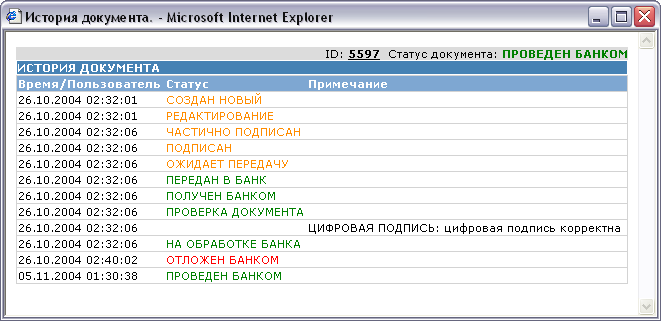 История документа. - Microsoft Internet Explorer
ID: 5597 Статус документа: ПРОВЕДЕН БАНКОМ
ИСТОРИЯ ДОКУМЕНТА
Время/Пользователь Статус Примечание
26.10.2004 02:32:01 СОЗДАН НОВЫЙ
26.10.2004 02:32:01 РЕДАКТИРОВАНИЕ
26.10.2004 02:32:06 ЧАСТИЧНО ПОДПИСАН
26.10.2004 02:32:06 ПОДПИСАН
26.10.2004 02:32:06 ОЖИДАЕТ ПЕРЕДАЧУ
26.10.2004 02:32:06 ПЕРЕДАН В БАНК
26.10.2004 02:32:06 ПОЛУЧЕН БАНКОМ
26.10.2004 02:32:06 ПРОВЕРКА ДОКУМЕНТА
26.10.2004 02:32:06 ЦИФРОВАЯ ПОДПИСЬ: цифровая подпись корректна
26.10.2004 02:32:06 НА ОБРАБОТКЕ БАНКА
26.10.2004 02:40:02 ОТЛОЖЕН БАНКОМ
05.11.2004 01:30:38 ПРОВЕДЕН БАНКОМ